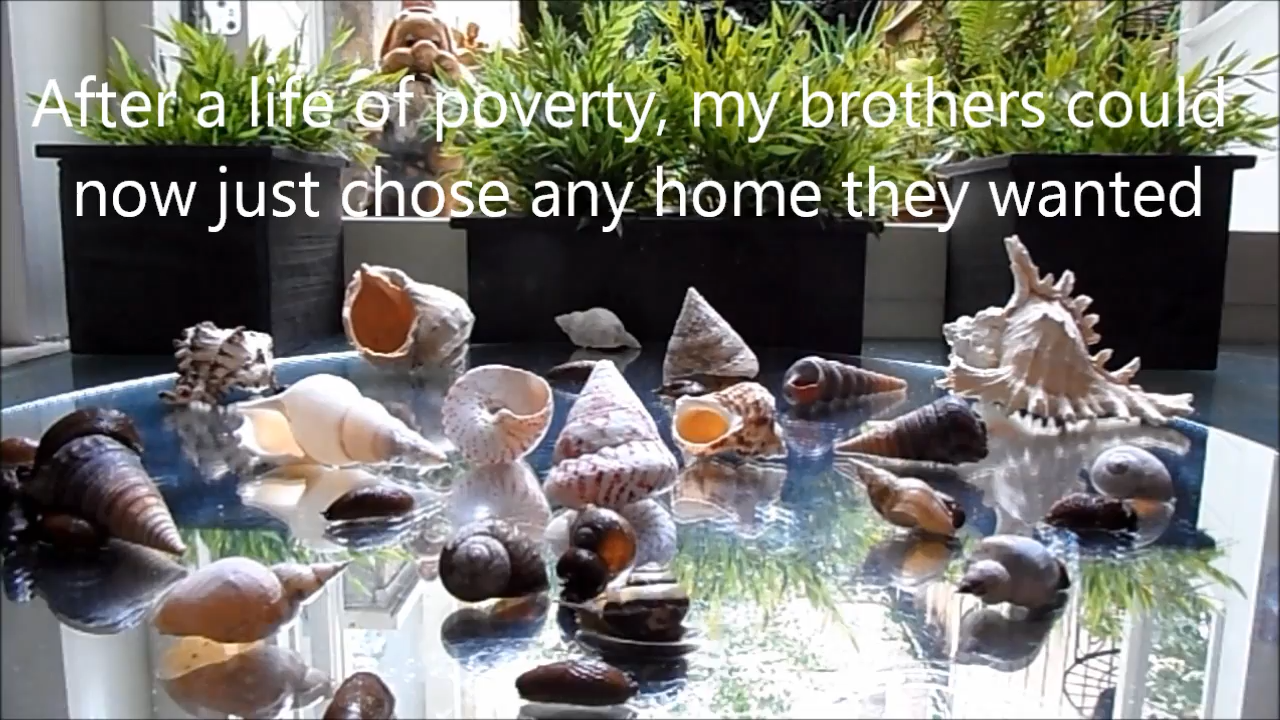 After a life of poverty, my brothers could
now just chose any home they wanted